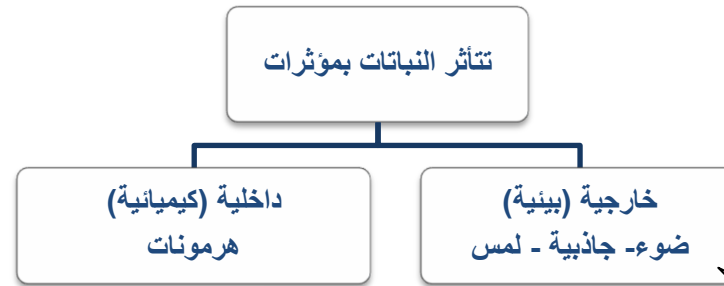 تتأثر النباتات بمؤثرات
خارجية (بيئية)
ضوء- جاذبية - لمس
داخلية (كيميائية)
هرمونات